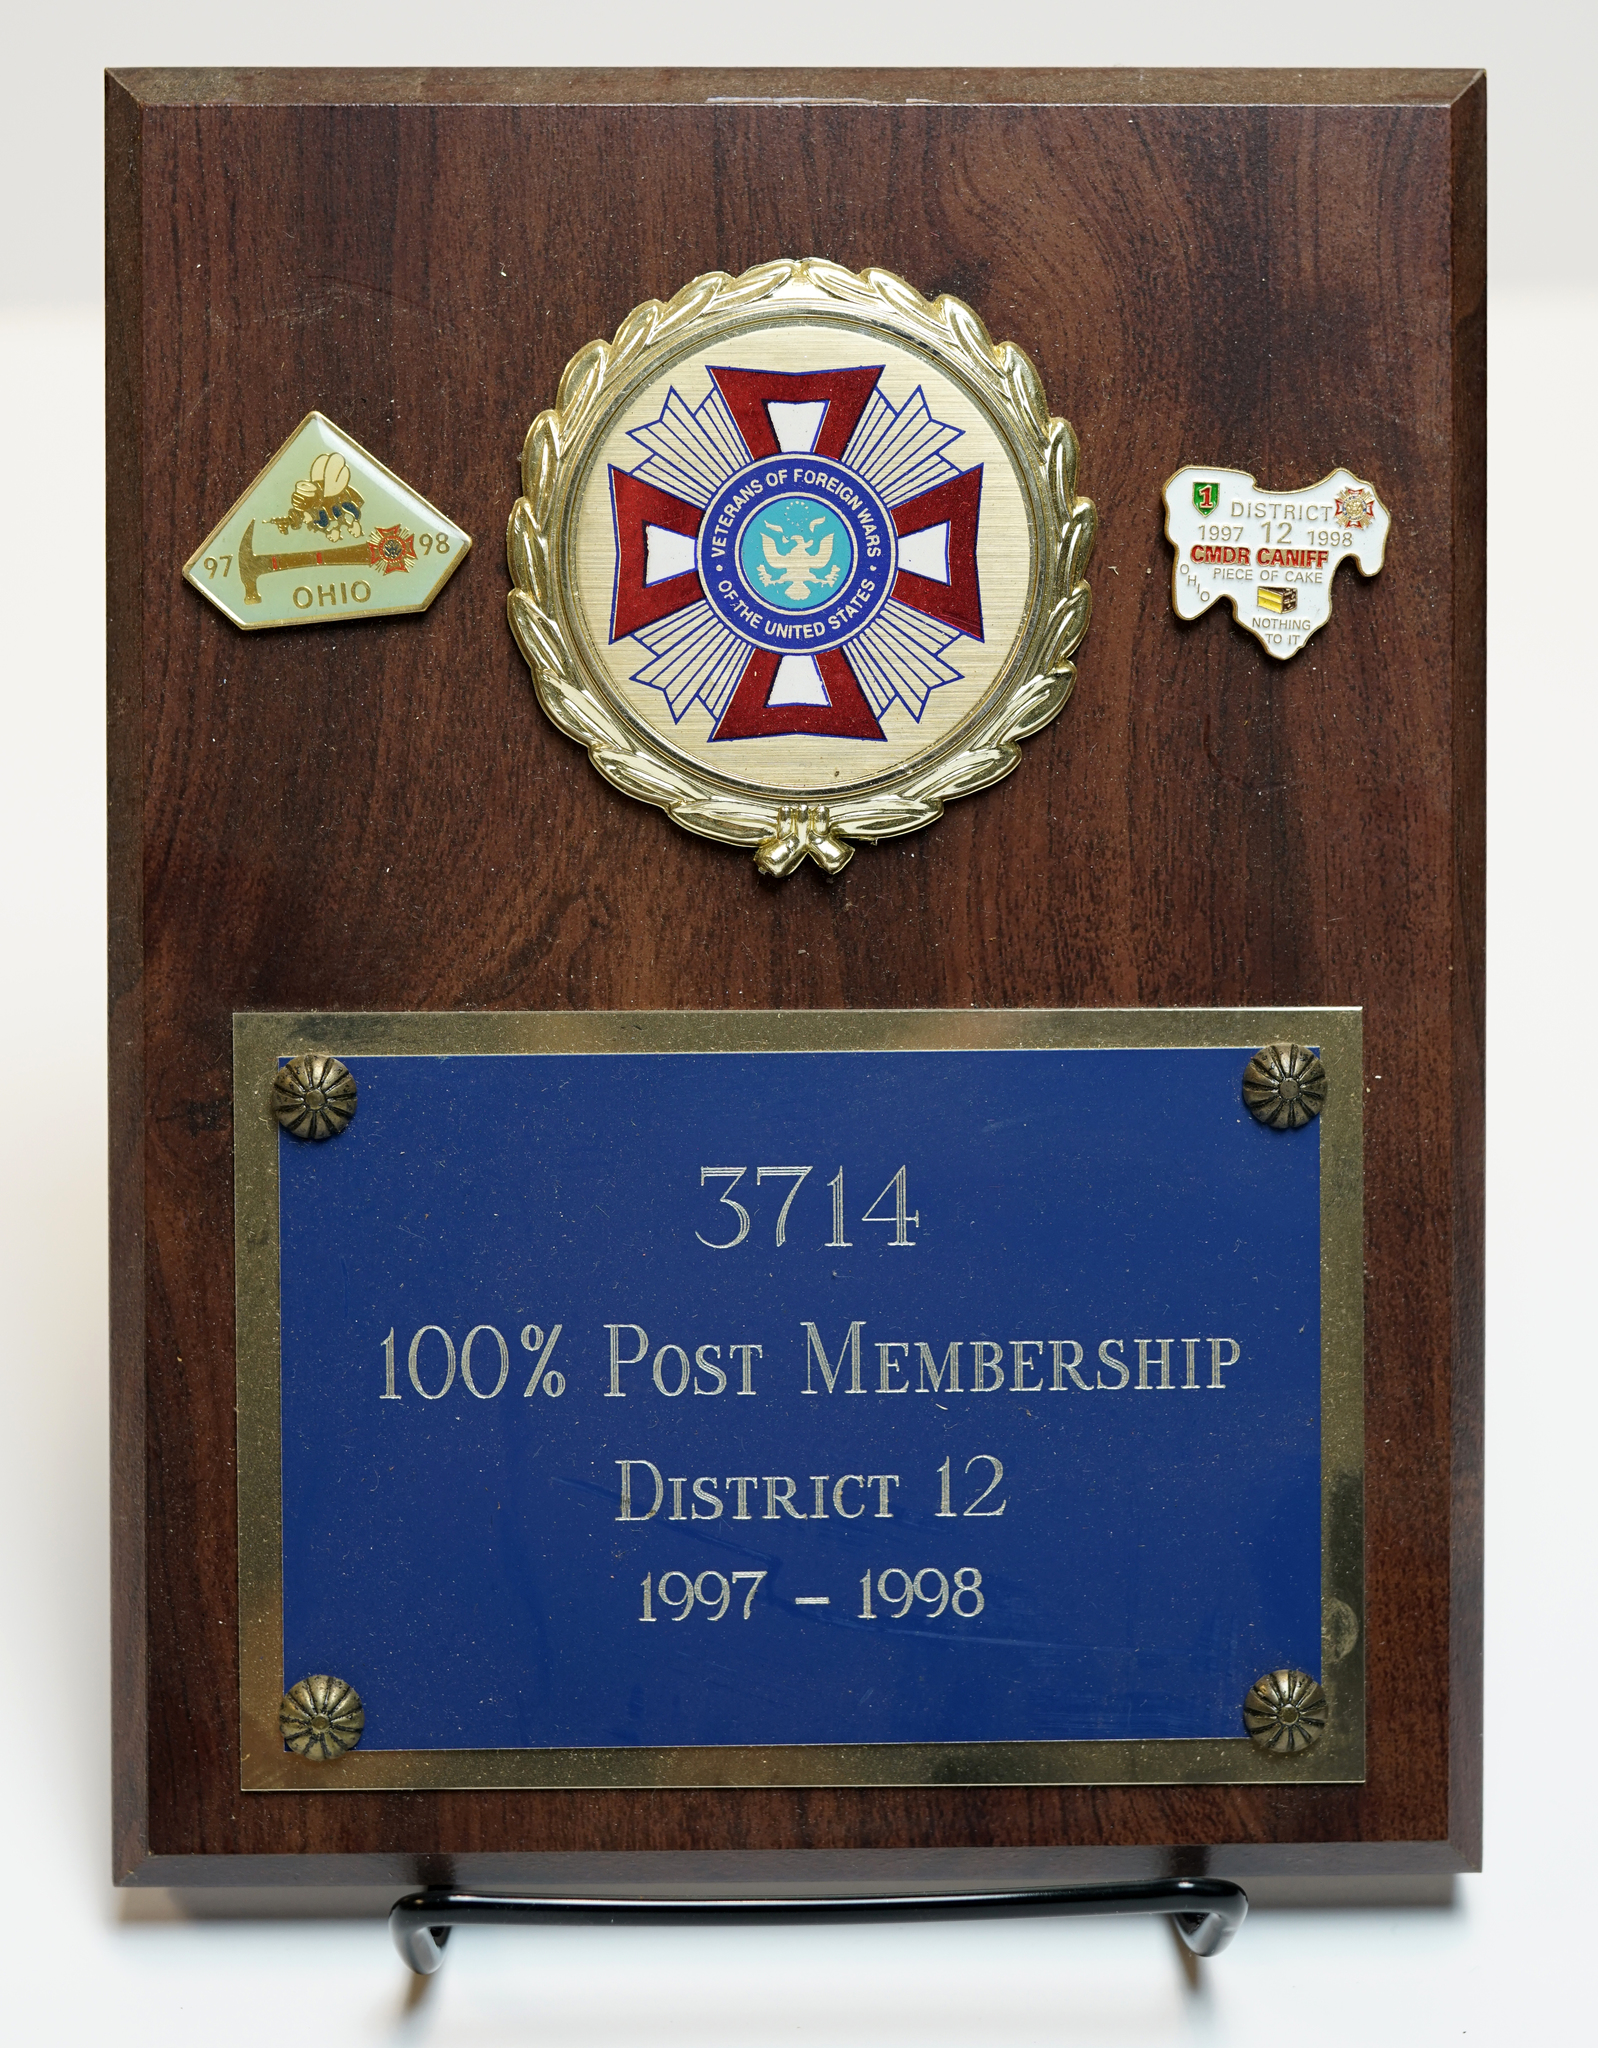 97 98
OHIO
VETERANS OF FOREIGN WARS
OF THE UNITED STATES
1
DISTRICT
1997 12 1998
CMDR CANIFF
PIECE OF CAKE
OHIO
NOTHING
TO IT
3714
100% POST MEMBERSHIP
DISTRICT 12
1997 – 1998